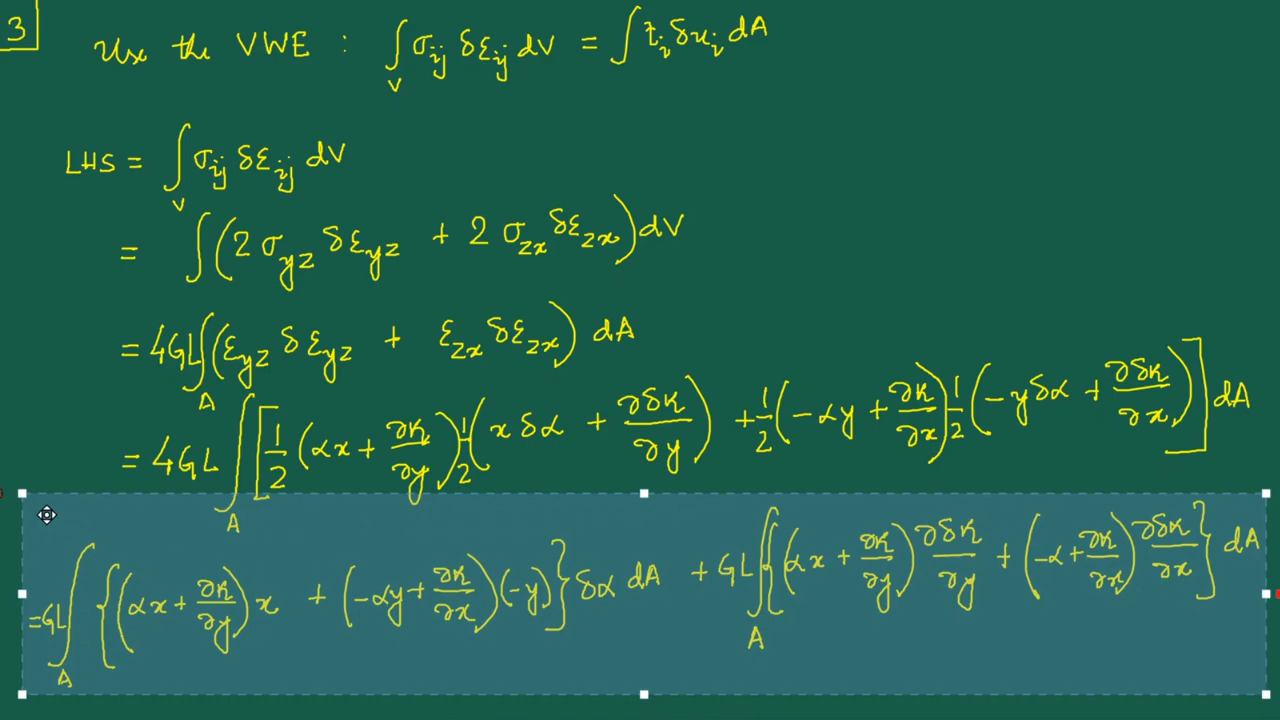 3
Use the VWE : ∫_V σ_ij δε_ij dV = ∫ t_i δu_i dA
LHS = ∫_V σ_ij δε_ij dV
= ∫ (2 σ_yz δε_yz + 2 σ_zx δε_zx) dV
= 4GL ∫_A (ε_yz δε_yz + ε_zx δε_zx) dA
= 4GL ∫_A [ 1/2 (αx + ∂κ/∂y) 1/2 (x δα + ∂δκ/∂y) + 1/2 (-αy + ∂κ/∂x) 1/2 (-y δα + ∂δκ/∂x) ] dA
= GL ∫_A { (αx + ∂κ/∂y) x + (-αy + ∂κ/∂x)(-y) } δα dA + GL ∫_A { (αx + ∂κ/∂y) ∂δκ/∂y + (-α + ∂κ/∂x) ∂δκ/∂x } dA